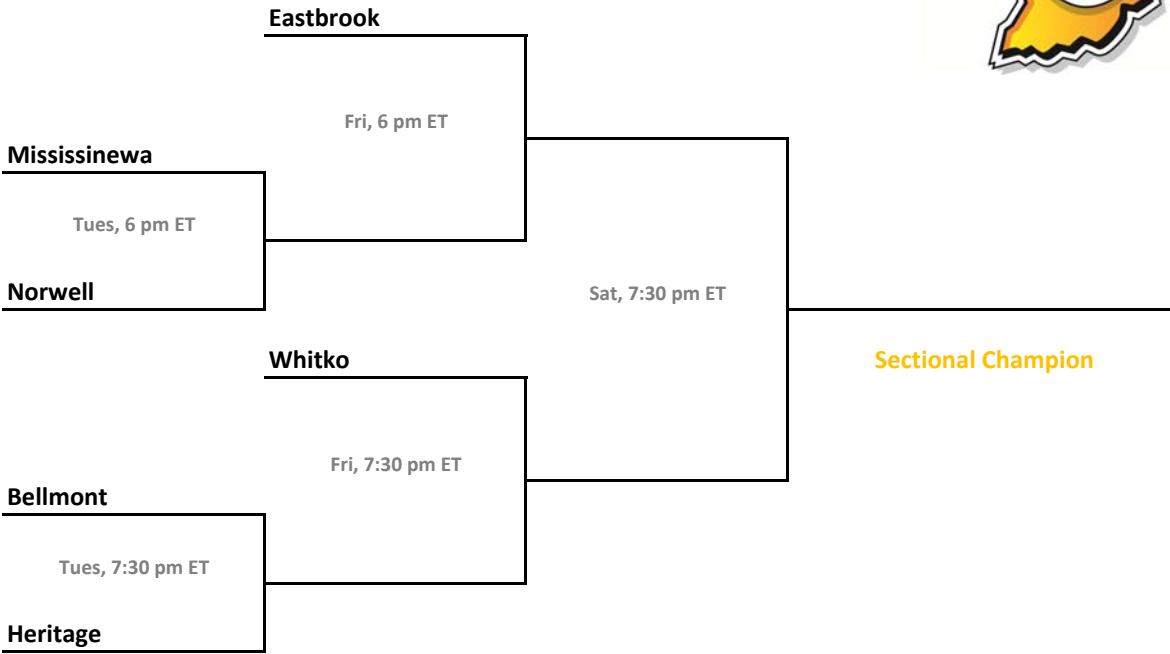 Eastbrook
Fri, 6 pm ET
Mississinewa
Tues, 6 pm ET
Norwell
Sat, 7:30 pm ET
Whitko
Sectional Champion
Fri, 7:30 pm ET
Bellmont
Tues, 7:30 pm ET
Heritage